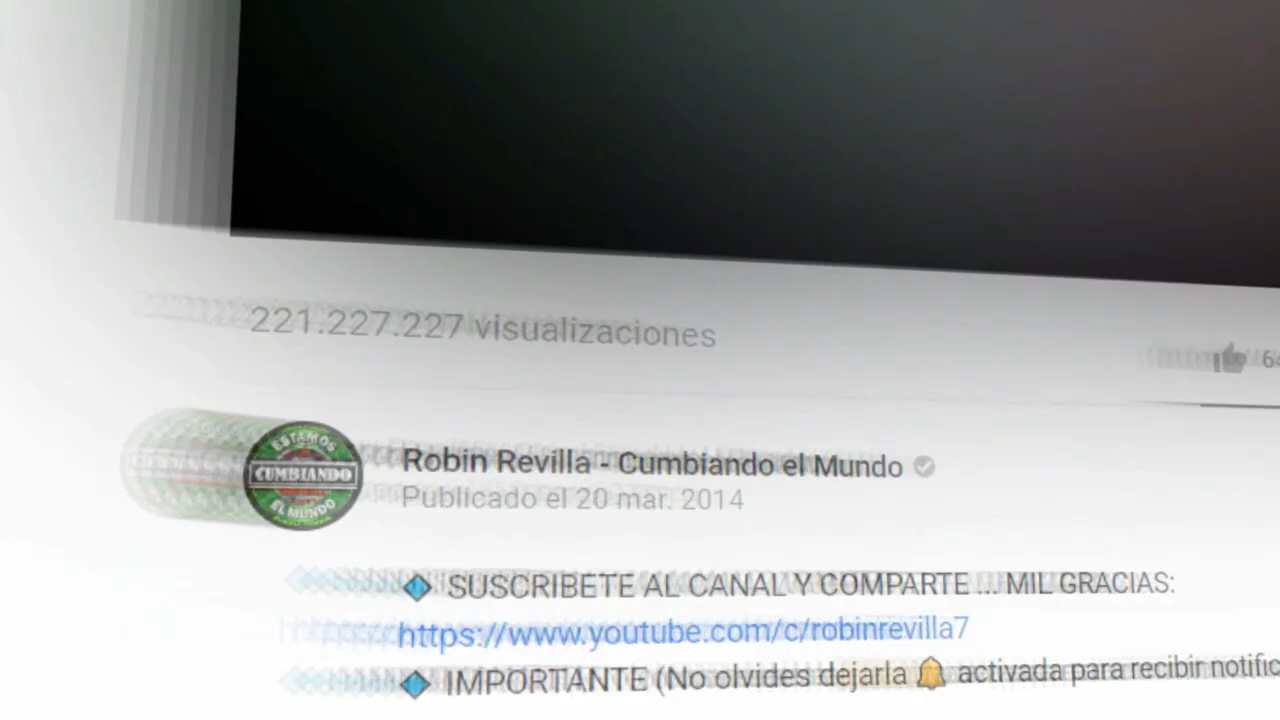 221.227.227 visualizaciones
64
ESTAMOS
CUMBIANDO
EL MUNDO
Robin Revilla - Cumbiando el Mundo
Publicado el 20 mar. 2014
SUSCRIBETE AL CANAL Y COMPARTE ... MIL GRACIAS:
https://www.youtube.com/c/robinrevilla7
IMPORTANTE (No olvides dejarla 🔔 activada para recibir notific